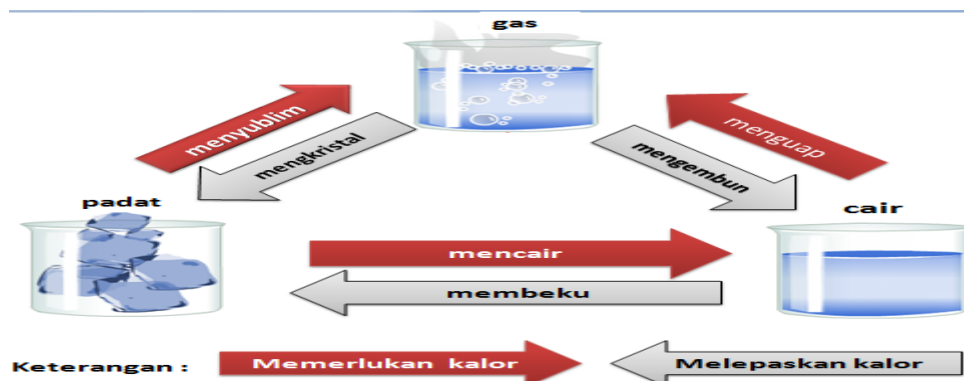 gas
menyublim
mengkristal
menguap
mengembun
padat
cair
mencair
membeku
Keterangan :
Memerlukan kalor
Melepaskan kalor